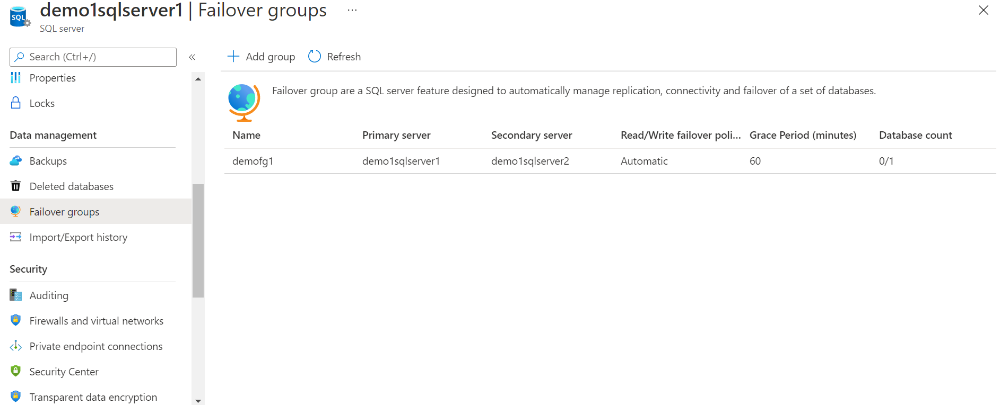 demo1sqlserver1 | Failover groups ...
SQL
SQL server
Search (Ctrl+/)
«
Add group
Refresh
Properties
Locks
Data management
Backups
Deleted databases
Failover groups
Import/Export history
Security
Auditing
Firewalls and virtual networks
Private endpoint connections
Security Center
Transparent data encryption
Failover group are a SQL server feature designed to automatically manage replication, connectivity and failover of a set of databases.
Name Primary server Secondary server Read/Write failover poli... Grace Period (minutes) Database count
demofg1 demo1sqlserver1 demo1sqlserver2 Automatic 60 0/1